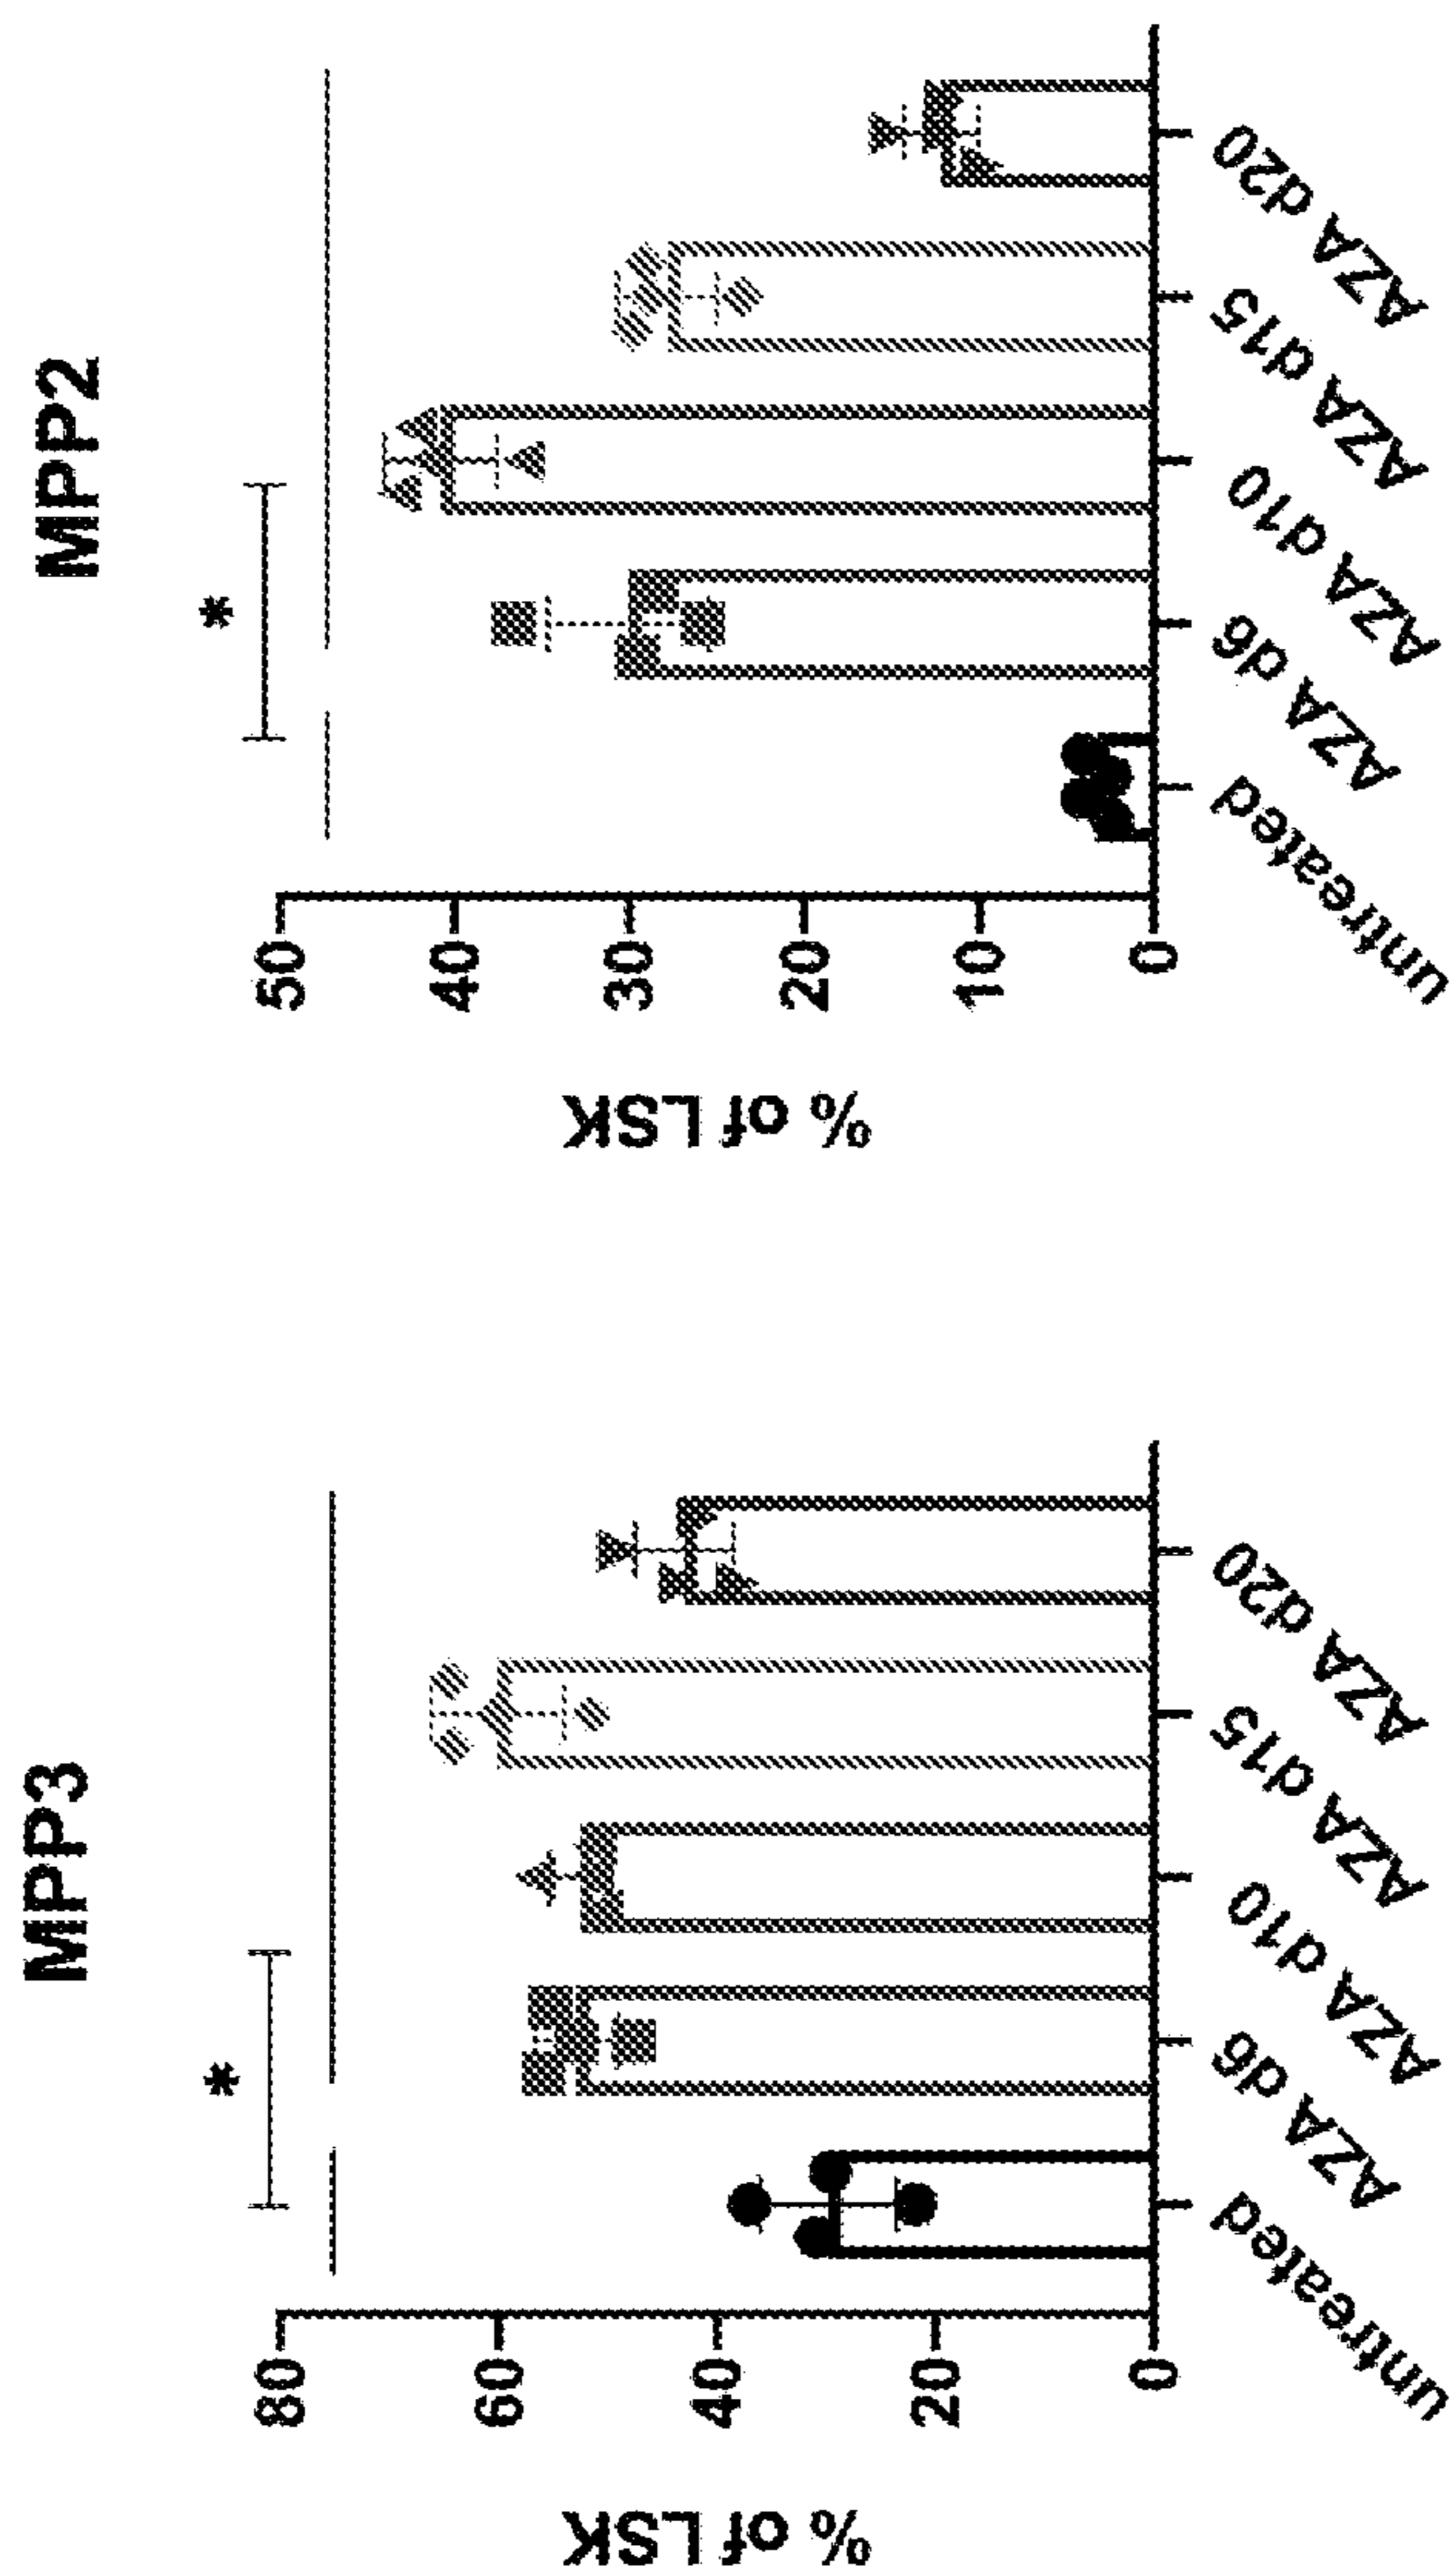 MPP3
*
% of LSK
80
60
40
20
0
untreated
AZA d6
AZA d10
AZA d15
AZA d20
MPP2
*
% of LSK
50
40
30
20
10
0
untreated
AZA d6
AZA d10
AZA d15
AZA d20